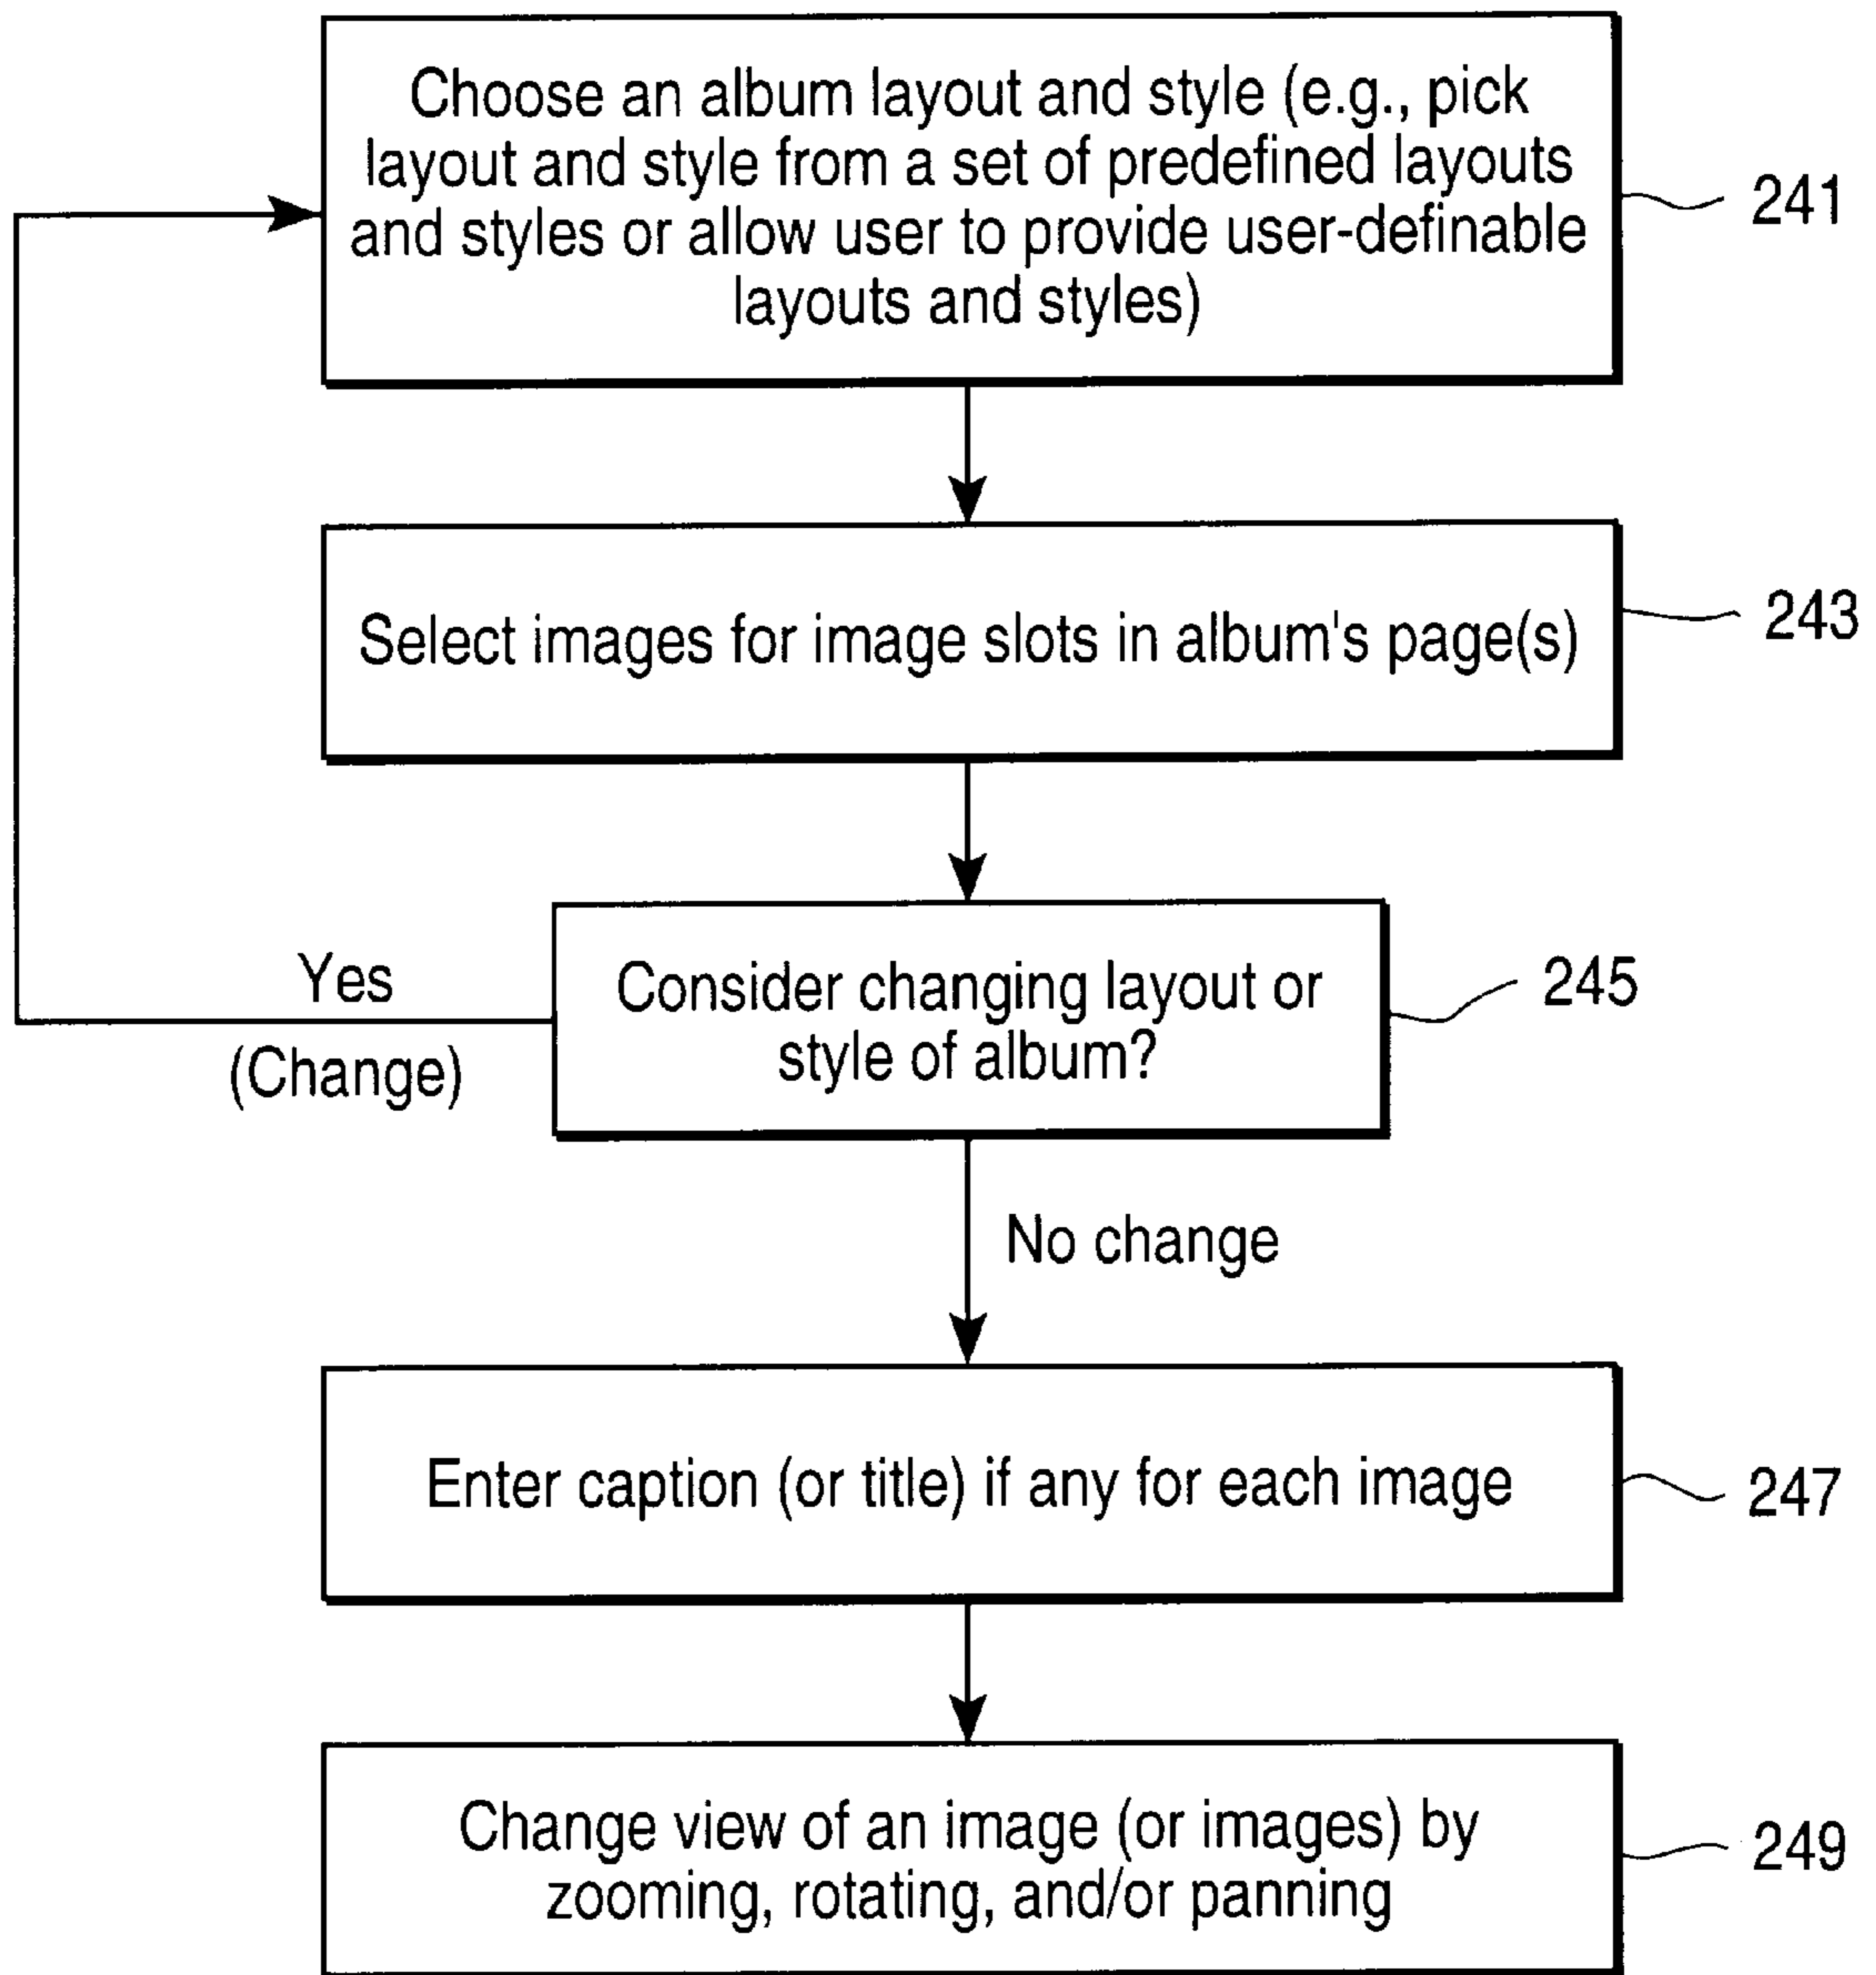 Choose an album layout and style (e.g., pick
layout and style from a set of predefined layouts
and styles or allow user to provide user-definable
layouts and styles)
241
Select images for image slots in album's page(s)
243
Consider changing layout or
style of album?
245
Yes
(Change)
No change
Enter caption (or title) if any for each image
247
Change view of an image (or images) by
zooming, rotating, and/or panning
249